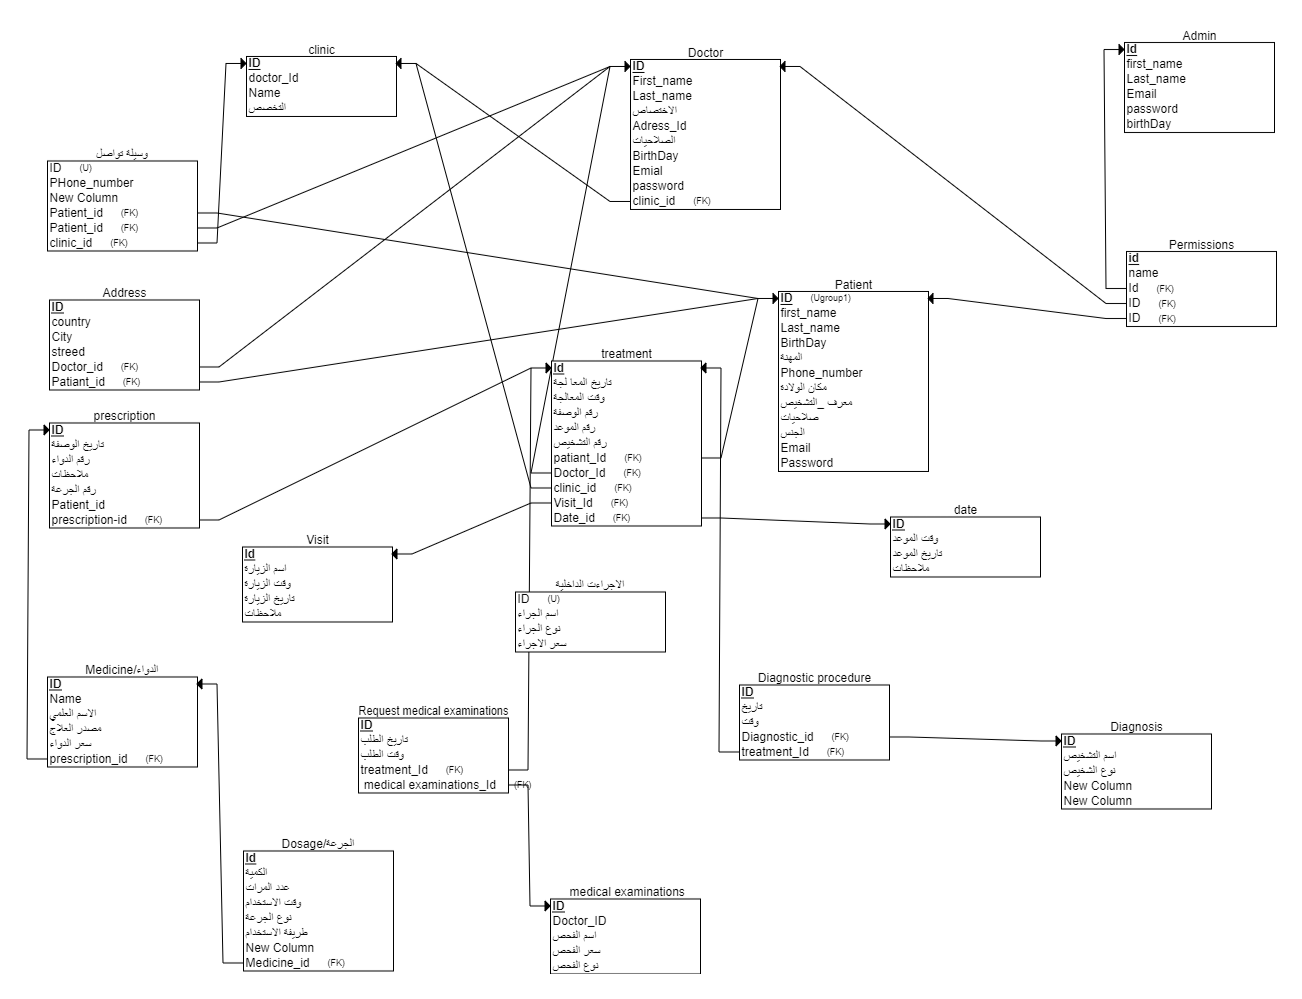 clinic
ID
doctor_Id
Name
التخصص
Doctor
ID
First_name
Last_name
الاختصاص
Adress_Id
الصلاحيات
BirthDay
Emial
password
clinic_id (FK)
Admin
Id
first_name
Last_name
Email
password
birthDay
وسيلة تواصل
ID (U)
PHone_number
New Column
Patient_id (FK)
Patient_id (FK)
clinic_id (FK)
Permissions
id
name
Id (FK)
ID (FK)
ID (FK)
Address
ID
country
City
streed
Doctor_id (FK)
Patiant_id (FK)
Patient
ID (Ugroup1)
first_name
Last_name
BirthDay
المهنة
Phone_number
مكان الولادة
معرف _التشخيص
صلاحيات
الجنس
Email
Password
treatment
Id
تاريخ المعا لجة
وقت المعالجة
رقم الوصفة
رقم الموعد
رقم التشخيص
patiant_Id (FK)
Doctor_Id (FK)
clinic_id (FK)
Visit_Id (FK)
Date_id (FK)
prescription
ID
تاريخ الوصفة
رقم الدواء
ملاحظات
رقم الجرعة
Patient_id
prescription-id (FK)
date
ID
وقت الموعد
تاريخ الموعد
ملاحظات
Visit
Id
اسم الزيارة
وقت الزيارة
تاريخ الزيارة
ملاحظات
الاجراءت الداخلية
ID (U)
اسم الجراء
نوع الجراء
سعر الاجراء
Medicine/الدواء
ID
Name
الاسم العلمي
مصدر العلاج
سعر الدواء
prescription_id (FK)
Request medical examinations
ID
تاريخ الطلب
وقت الطلب
treatment_Id (FK)
medical examinations_Id (FK)
Diagnostic procedure
ID
تاريخ
وقت
Diagnostic_id (FK)
treatment_Id (FK)
Diagnosis
ID
اسم التشخيص
نوع الشخيص
New Column
New Column
Dosage/الجرعة
Id
الكمية
عدد المرات
وقت الاستخدام
نوع الجرعة
طريقة الاستخدام
New Column
Medicine_id (FK)
medical examinations
ID
Doctor_ID
اسم الفحص
سعر الفحص
نوع الفحص